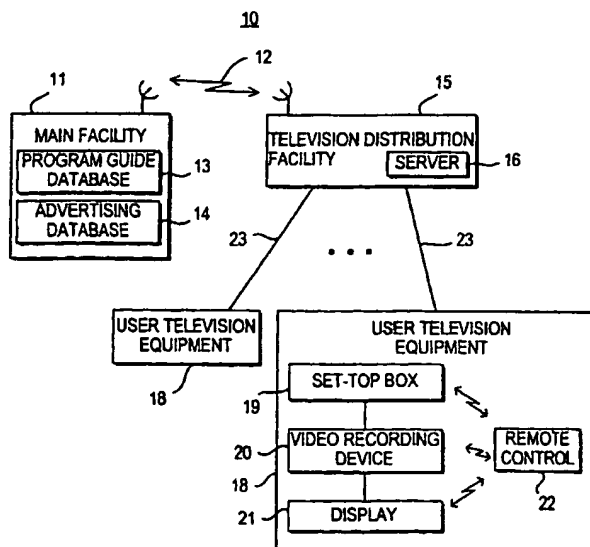 10
12
11
15
MAIN FACILITY
PROGRAM GUIDE
DATABASE
13
ADVERTISING
DATABASE
14
TELEVISION DISTRIBUTION
FACILITY
SERVER
16
23
23
USER TELEVISION
EQUIPMENT
18
USER TELEVISION
EQUIPMENT
SET-TOP BOX
19
VIDEO RECORDING
DEVICE
20
18
DISPLAY
21
REMOTE
CONTROL
22